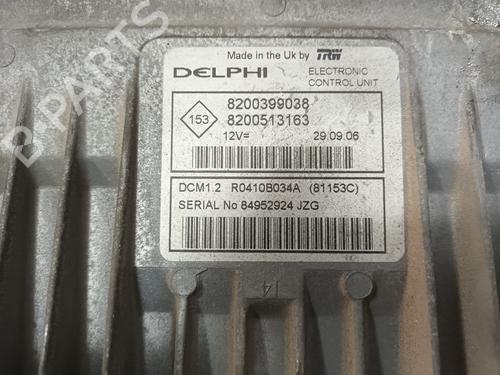 Made in the Uk by TRW
DELPHI ELECTRONIC
CONTROL UNIT
8200399038
153
8200513163
12V= 29.09.06
DCM1.2 R0410B034A (81153C)
SERIAL No 84952924 JZG
14
B-PARTS